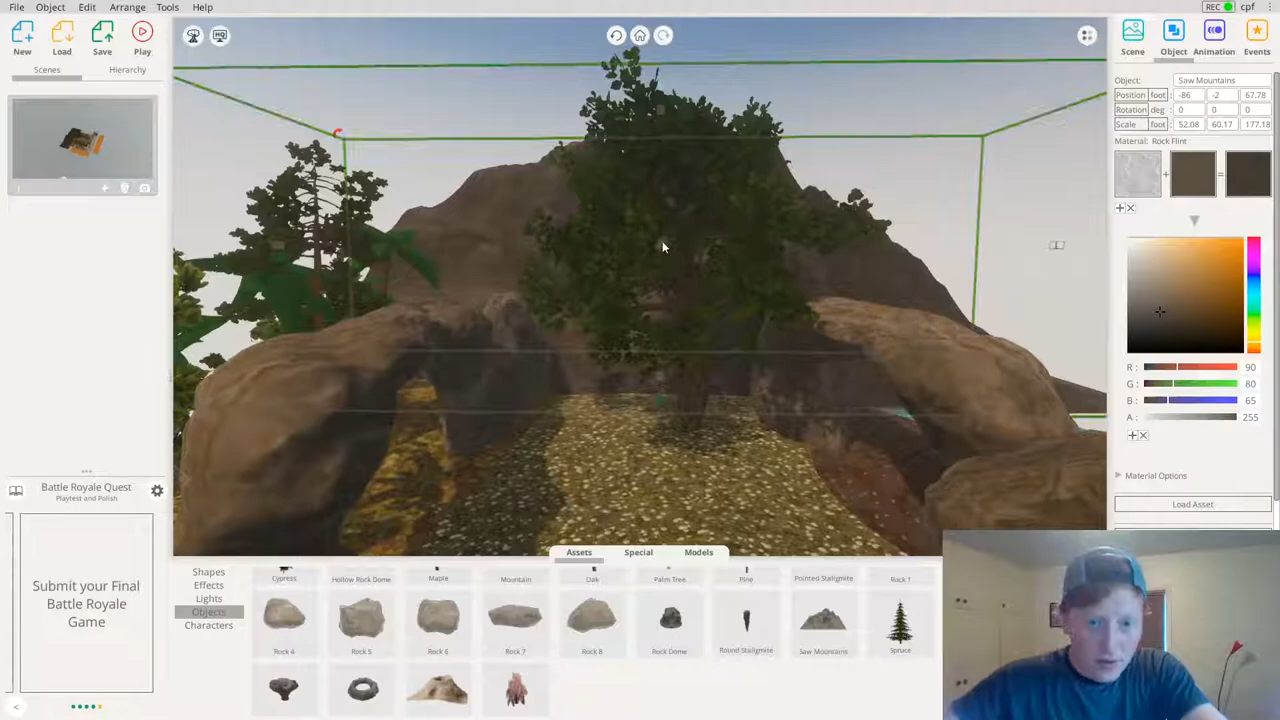 File Object Edit Arrange Tools Help
REC cpf
New Load Save Play
Scene Object Animation Events
Scenes Hierarchy
Object: Saw Mountains
Position foot -86 -2 67.78
Rotation deg 0 0 0
Scale foot 52.08 60.17 177.18
Material: Rock Flint
+ =
R : 90
G : 80
B : 65
A : 255
Material Options
Load Asset
Battle Royale Quest
Playtest and Polish
Submit your Final
Battle Royale
Game
<
Assets Special Models
Shapes
Effects
Lights
Objects
Characters
Cypress Hollow Rock Dome Maple Mountain Oak Palm Tree Pine Pointed Stalignite Rock 1
Rock 4 Rock 5 Rock 6 Rock 7 Rock 8 Rock Dome Round Stalignite Saw Mountains Spruce